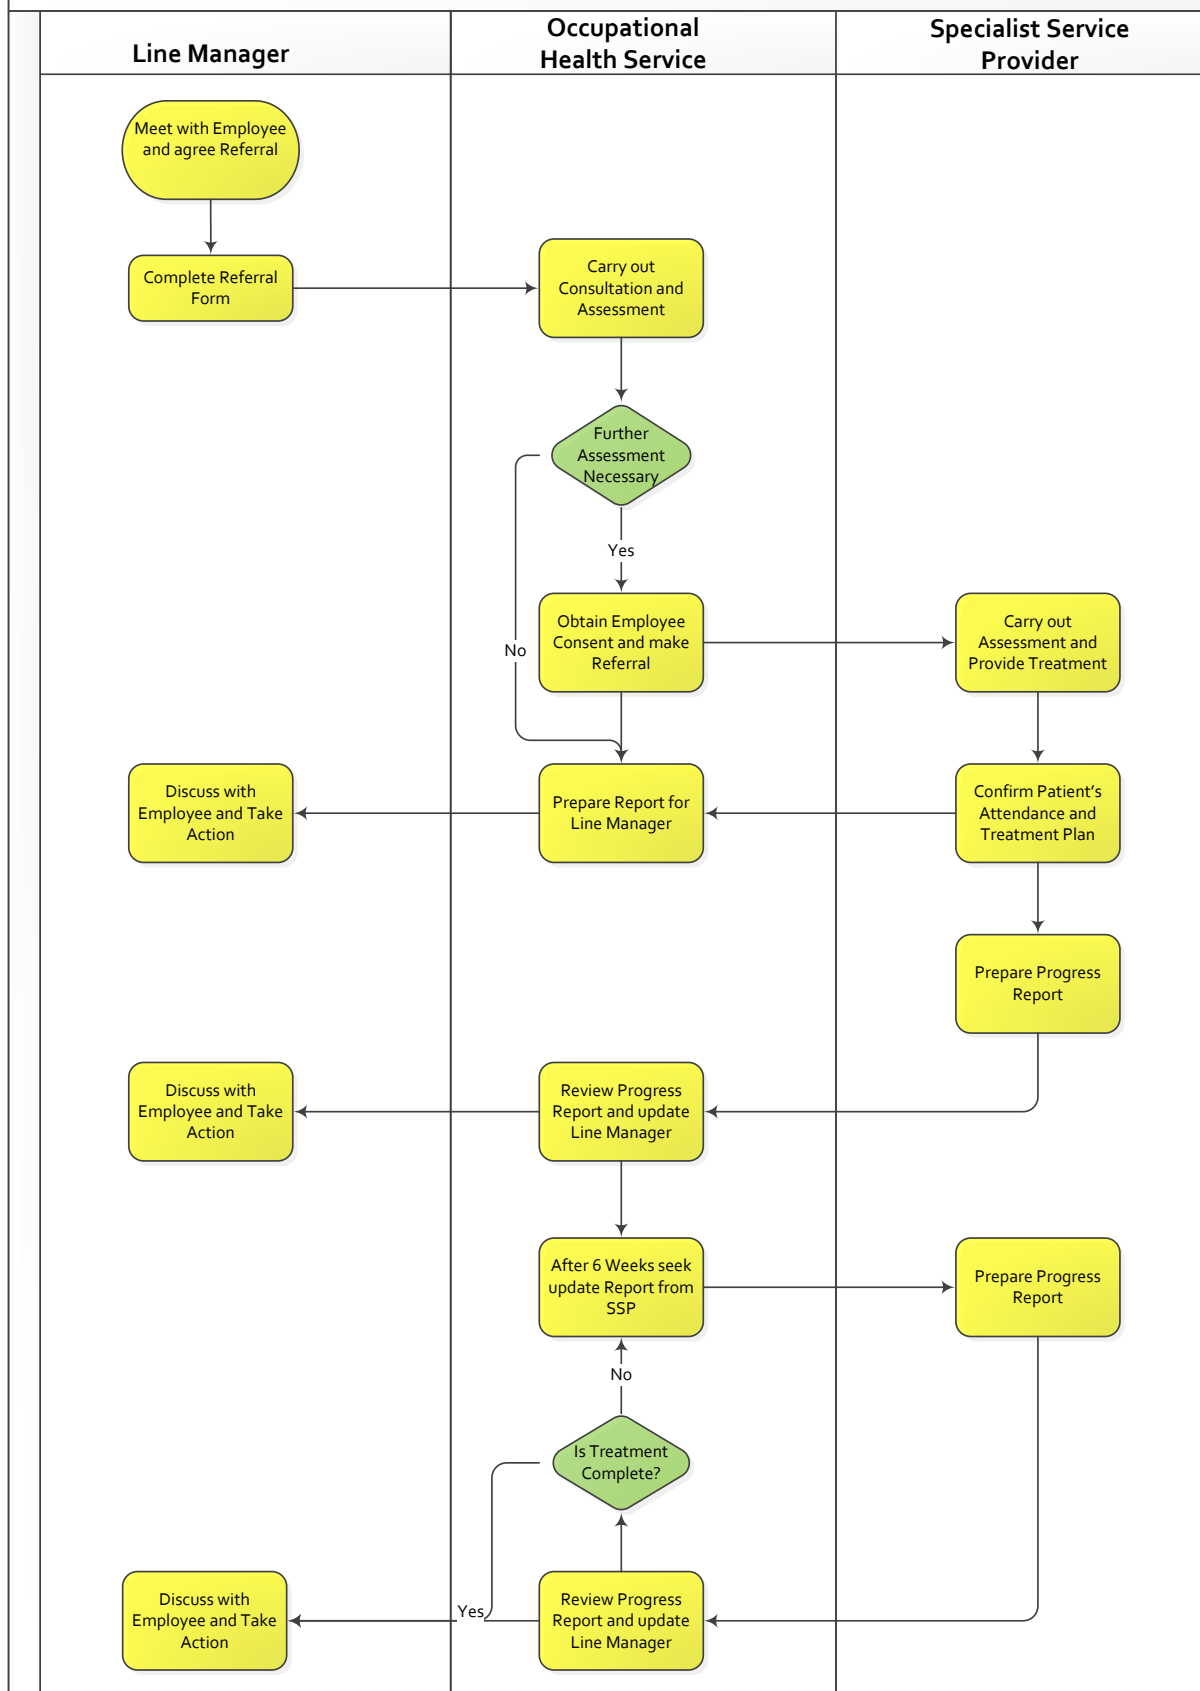 Line Manager
Occupational
Health Service
Specialist Service
Provider
Meet with Employee
and agree Referral
Complete Referral
Form
Carry out
Consultation and
Assessment
Further
Assessment
Necessary
Yes
No
Obtain Employee
Consent and make
Referral
Carry out
Assessment and
Provide Treatment
Discuss with
Employee and Take
Action
Prepare Report for
Line Manager
Confirm Patient's
Attendance and
Treatment Plan
Prepare Progress
Report
Discuss with
Employee and Take
Action
Review Progress
Report and update
Line Manager
After 6 Weeks seek
update Report from
SSP
Prepare Progress
Report
No
Is Treatment
Complete?
Yes
Discuss with
Employee and Take
Action
Review Progress
Report and update
Line Manager